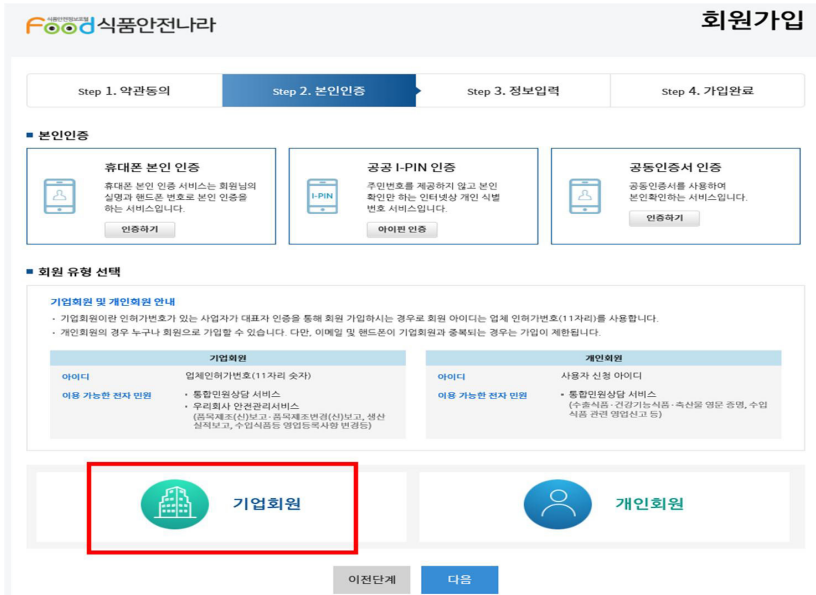 식품안전정보포털
Food 식품안전나라
회원가입
Step 1. 약관동의
Step 2. 본인인증
Step 3. 정보입력
Step 4. 가입완료
본인인증
휴대폰 본인 인증
휴대폰 본인 인증 서비스는 회원님의
실명과 핸드폰 번호로 본인 인증을
하는 서비스입니다.
인증하기
I-PIN
공공 I-PIN 인증
주민번호를 제공하지 않고 본인
확인만 하는 인터넷상 개인 식별
번호 서비스입니다.
아이핀 인증
공동인증서 인증
공동인증서를 사용하여
본인확인하는 서비스입니다.
인증하기
회원 유형 선택
기업회원 및 개인회원 안내
· 기업회원이란 인허가번호가 있는 사업자가 대표자 인증을 통해 회원 가입하시는 경우로 회원 아이디는 업체 인허가번호(11자리)를 사용합니다.
· 개인회원의 경우 누구나 회원으로 가입할 수 있습니다. 다만, 이메일 및 핸드폰이 기업회원과 중복되는 경우는 가입이 제한됩니다.
기업회원
아이디
업체인허가번호(11자리 숫자)
이용 가능한 전자 민원
· 통합민원상담 서비스
· 우리회사 안전관리서비스
(품목제조(신)보고·품목제조변경(신)보고, 생산
실적보고, 수입식품등 영업등록사항 변경등)
개인회원
아이디
사용자 신청 아이디
이용 가능한 전자 민원
• 통합민원상담 서비스
(수출식품·건강기능식품·축산물 영문 증명, 수입
식품 관련 영업신고 등)
기업회원
개인회원
이전단계
다음